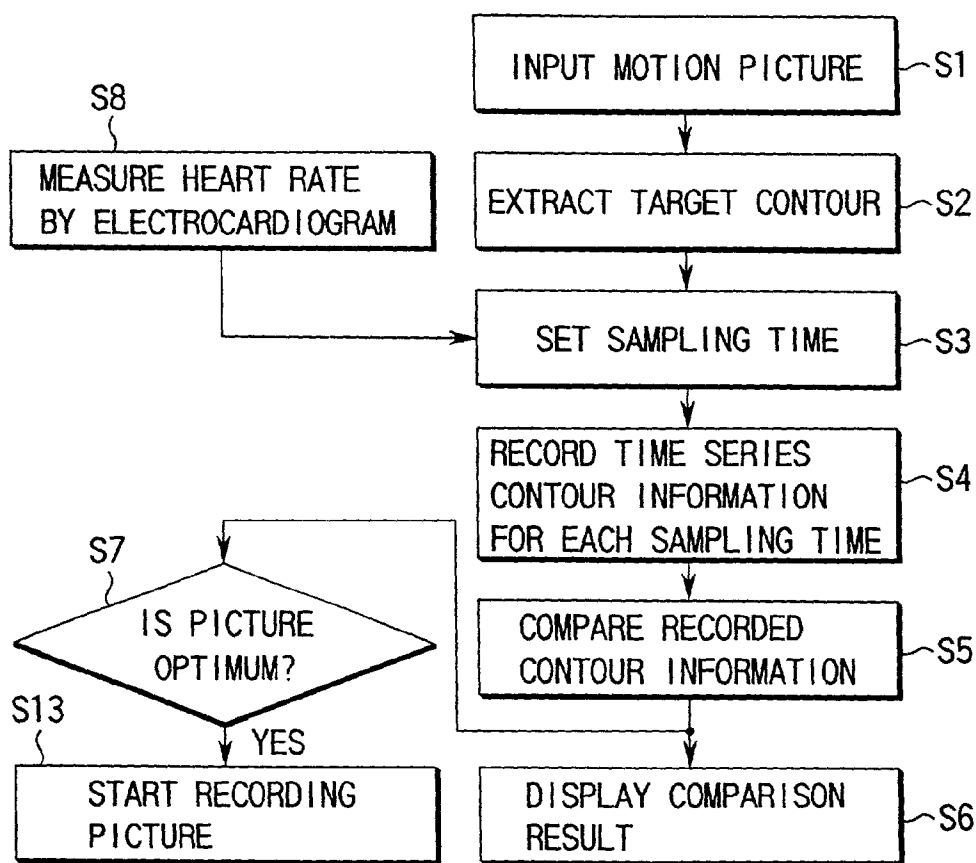 INPUT MOTION PICTURE
S1
S8
MEASURE HEART RATE
BY ELECTROCARDIOGRAM
EXTRACT TARGET CONTOUR
S2
SET SAMPLING TIME
S3
RECORD TIME SERIES
CONTOUR INFORMATION
FOR EACH SAMPLING TIME
S4
S7
IS PICTURE
OPTIMUM?
COMPARE RECORDED
CONTOUR INFORMATION
S5
S13
YES
START RECORDING
PICTURE
DISPLAY COMPARISON
RESULT
S6